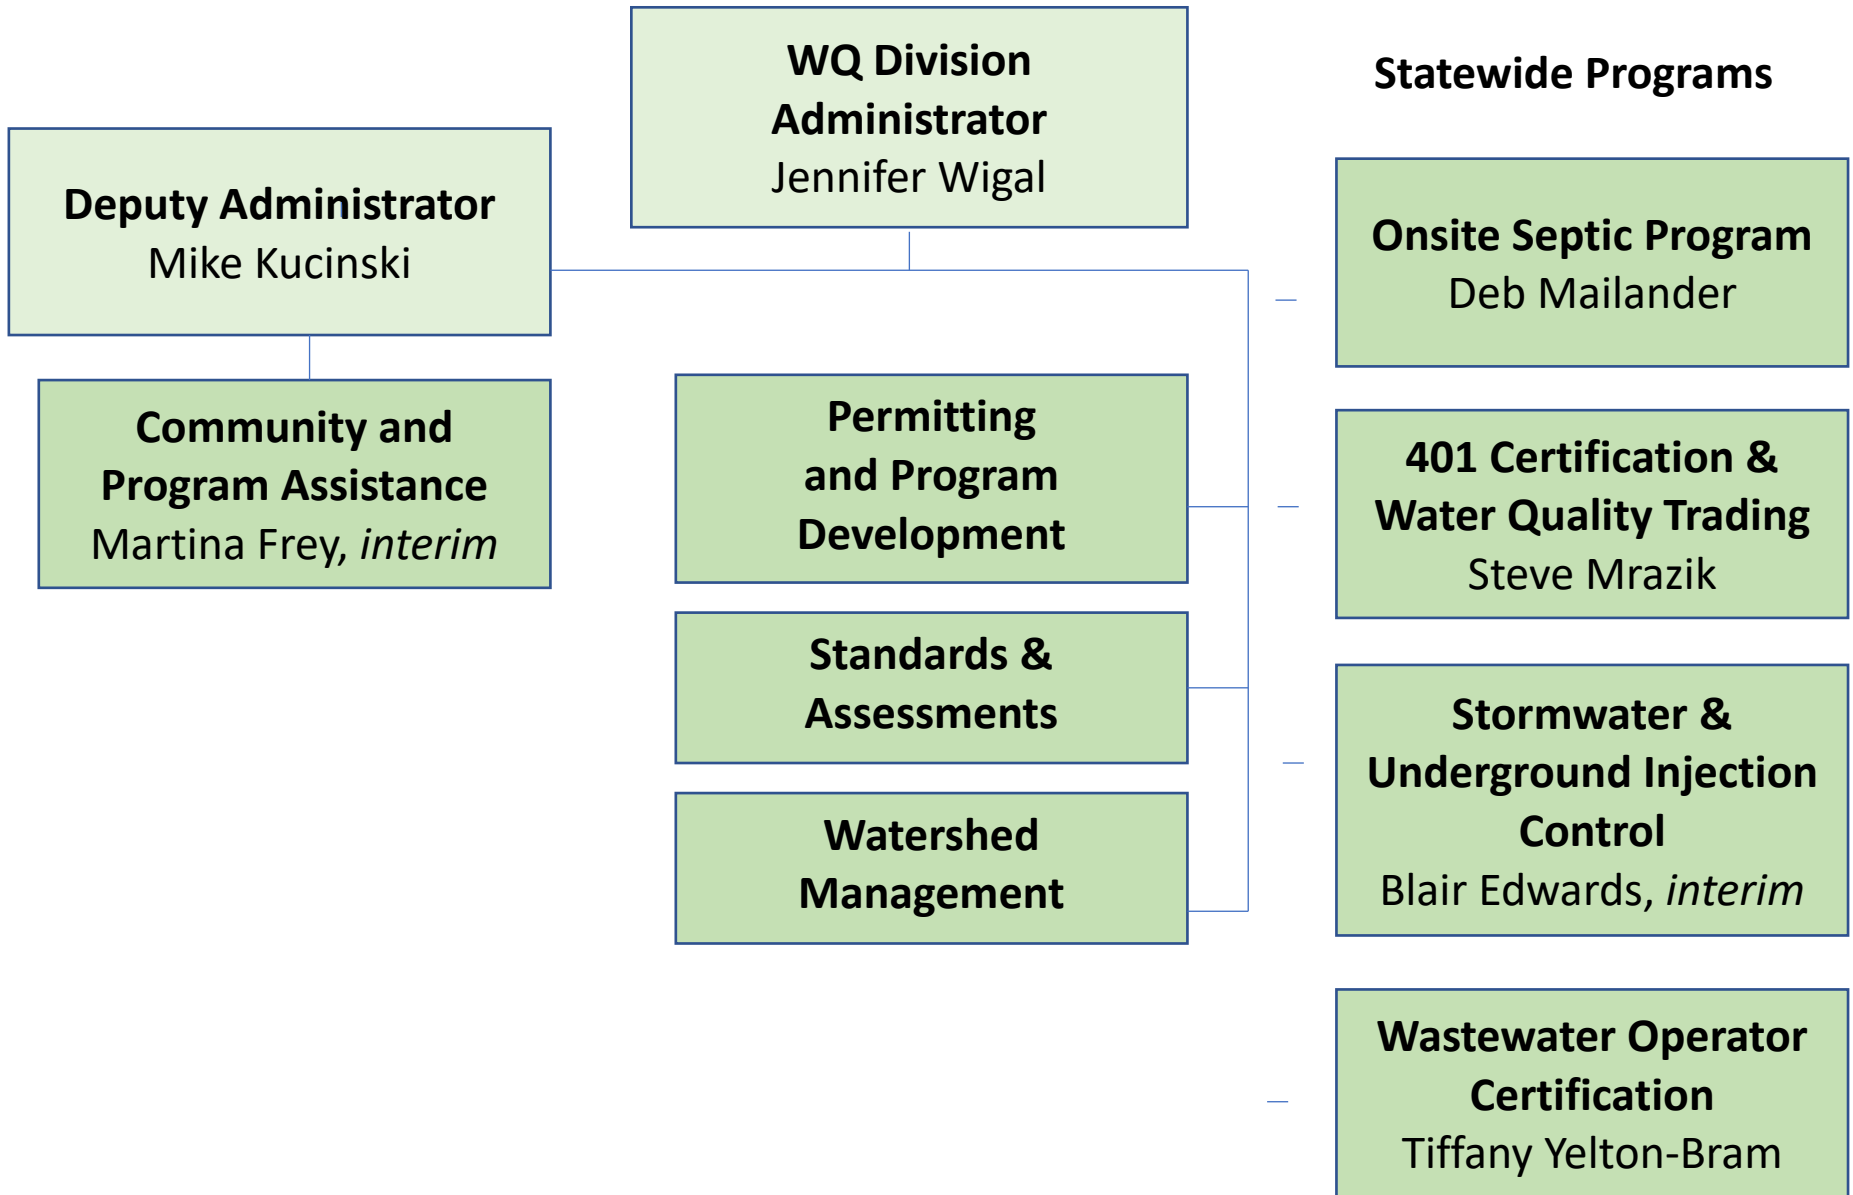 WQ Division
Administrator
Jennifer Wigal
Deputy Administrator
Mike Kucinski
Community and
Program Assistance
Martina Frey, interim
Permitting
and Program
Development
Standards &
Assessments
Watershed
Management
Statewide Programs
Onsite Septic Program
Deb Mailander
401 Certification &
Water Quality Trading
Steve Mrazik
Stormwater &
Underground Injection
Control
Blair Edwards, interim
Wastewater Operator
Certification
Tiffany Yelton-Bram